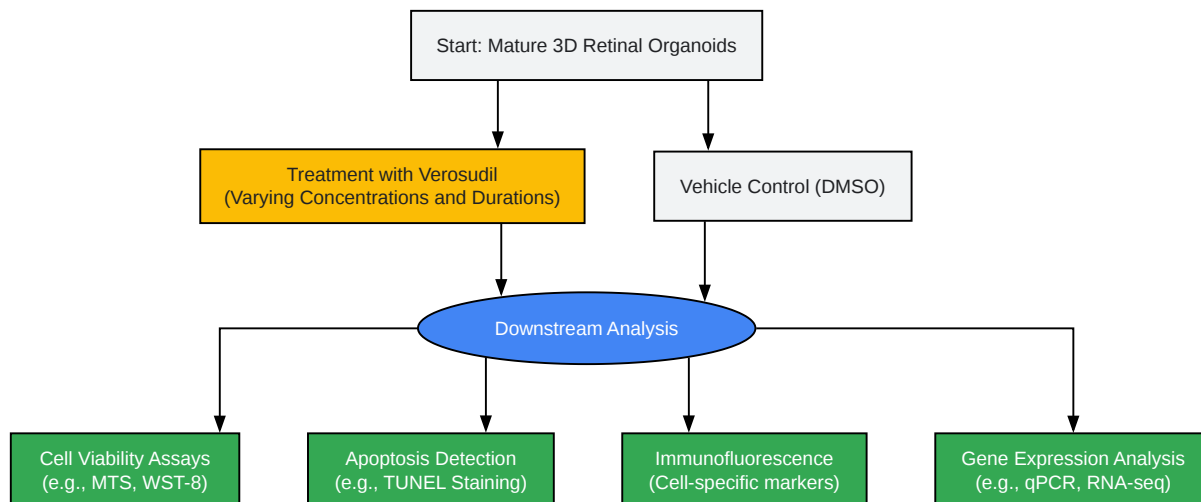 Start: Mature 3D Retinal Organoids
Treatment with Verosudil
(Varying Concentrations and Durations)
Vehicle Control (DMSO)
Downstream Analysis
Cell Viability Assays
(e.g., MTS, WST-8)
Apoptosis Detection
(e.g., TUNEL Staining)
Immunofluorescence
(Cell-specific markers)
Gene Expression Analysis
(e.g., qPCR, RNA-seq)